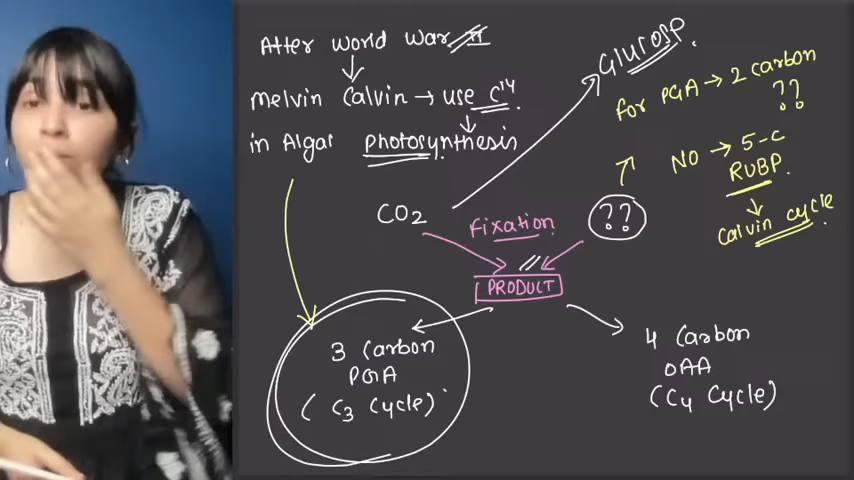 After world war II
Melvin Calvin → use C¹⁴
in Algae photosynthesis
Glucose.
for PGA → 2 carbon
??
NO → 5-C
RUBP.
Calvin cycle
CO₂
Fixation
??
PRODUCT
3 Carbon
PGA
( C₃ Cycle)
4 Carbon
OAA
(C₄ Cycle)